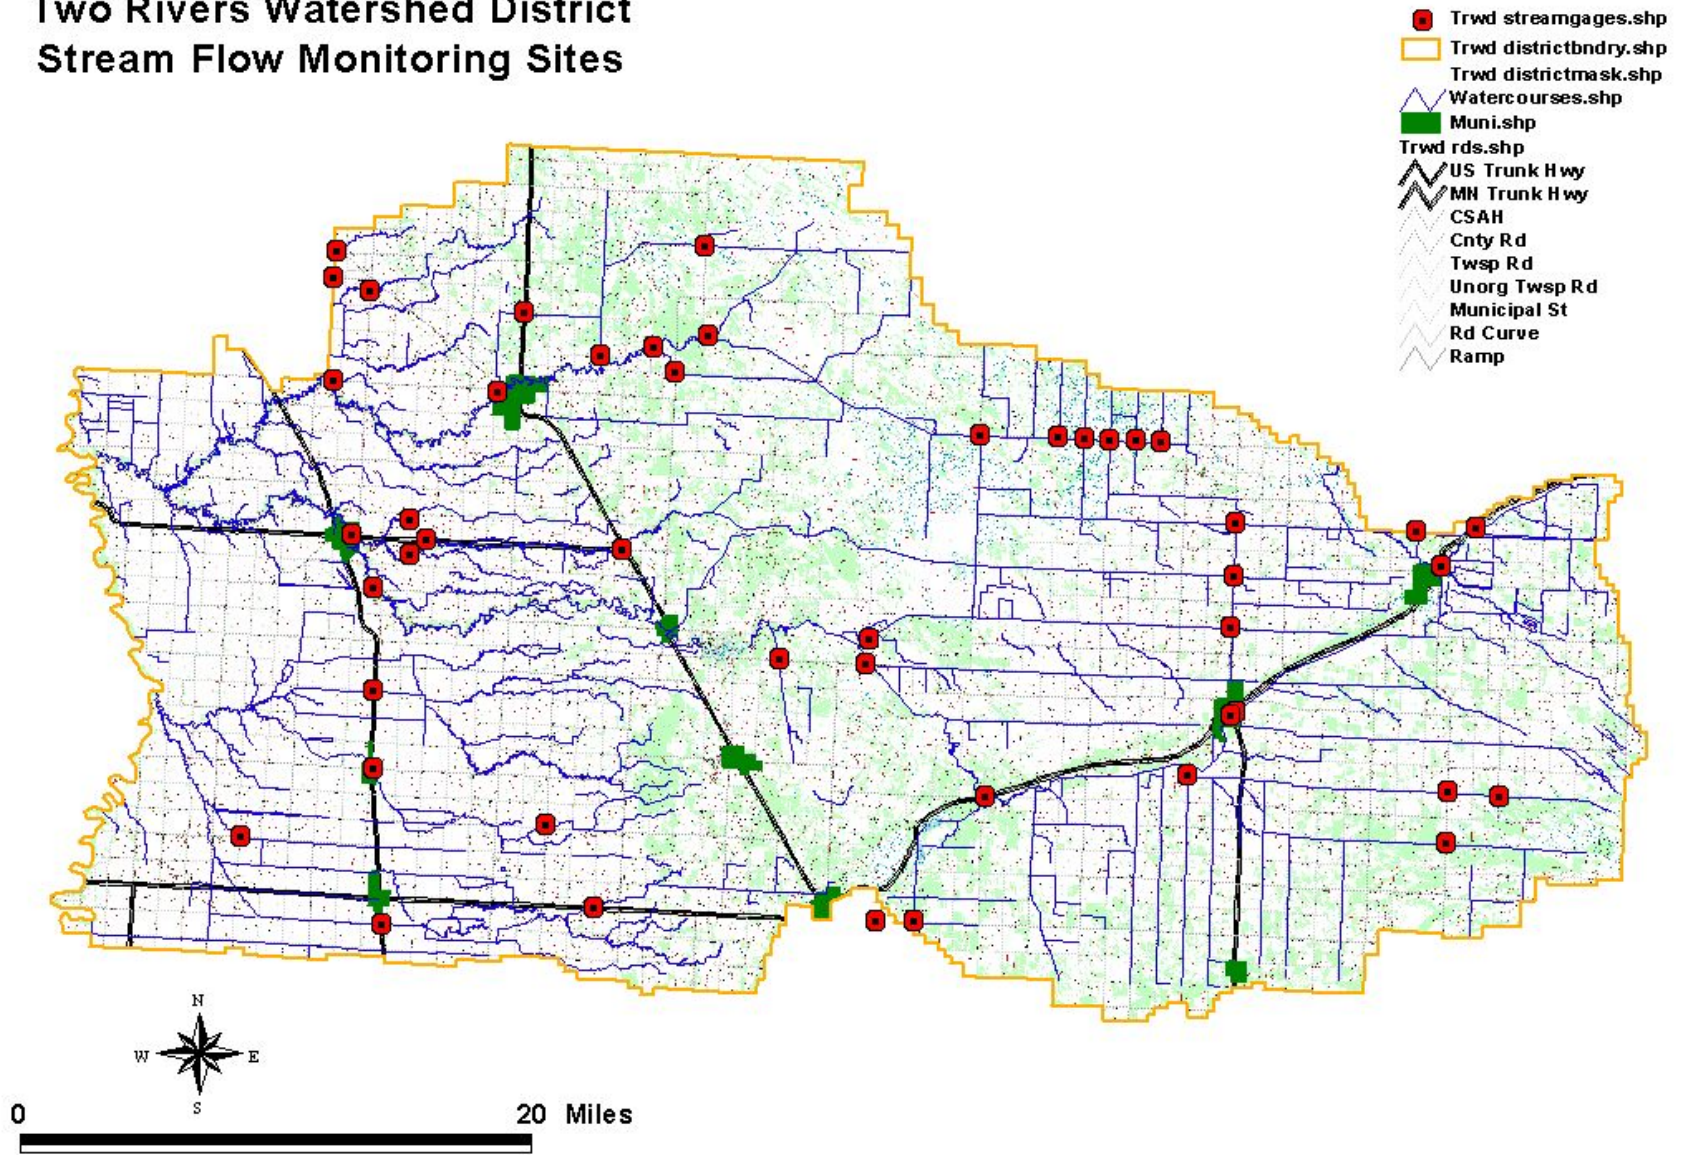 Two Rivers Watershed District
Stream Flow Monitoring Sites
Trwd streamgages.shp
Trwd districtbndry.shp
Trwd districtmask.shp
Watercourses.shp
Muni.shp
Trwd rds.shp
US Trunk Hwy
MN Trunk Hwy
CSAH
Cnty Rd
Twsp Rd
Unorg Twsp Rd
Municipal St
Rd Curve
Ramp
N
W E
S
0 20 Miles